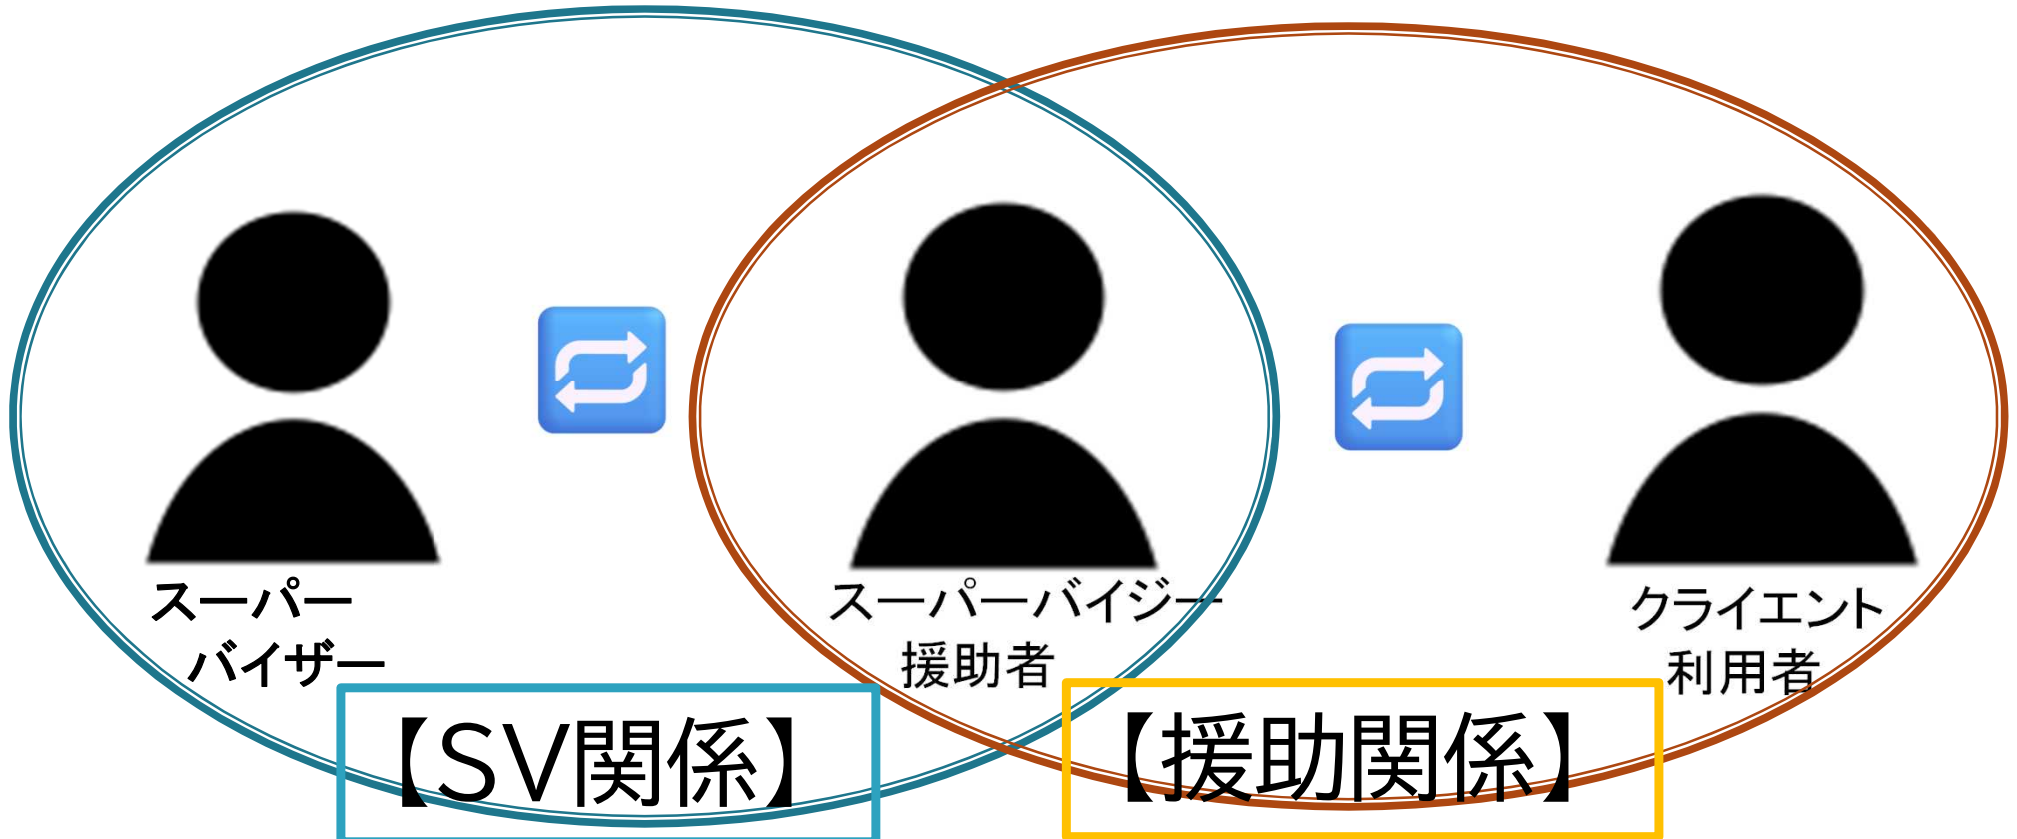 スーパー
バイザー
スーパーバイジー
援助者
クライエント
利用者
【SV関係】
【援助関係】